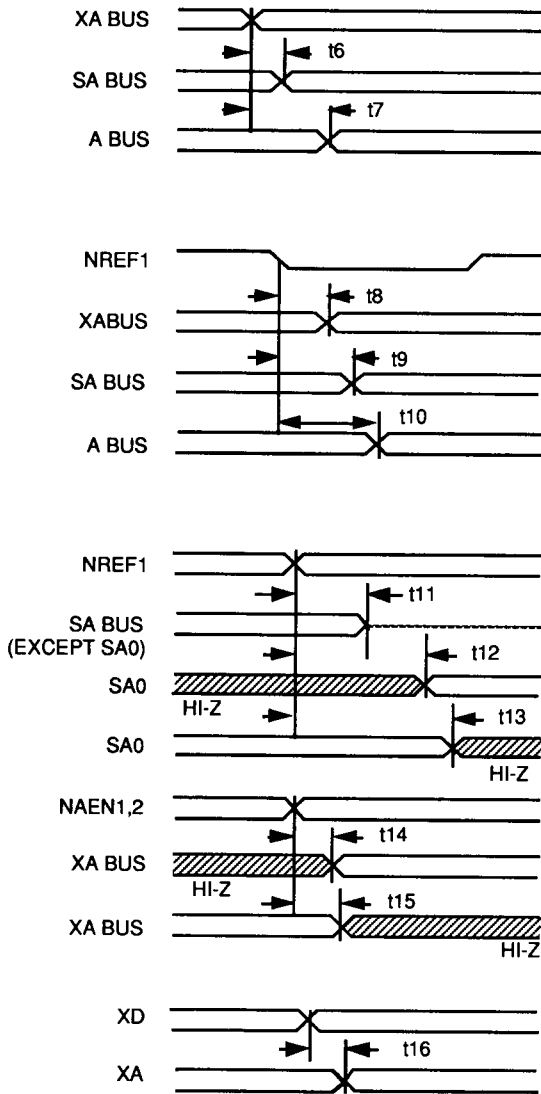 XA BUS
t6
SA BUS
t7
A BUS
NREF1
t8
XABUS
t9
SA BUS
t10
A BUS
NREF1
t11
SA BUS
(EXCEPT SA0)
t12
SA0
HI-Z
t13
SA0
HI-Z
NAEN1,2
t14
XA BUS
HI-Z
t15
XA BUS
HI-Z
XD
t16
XA